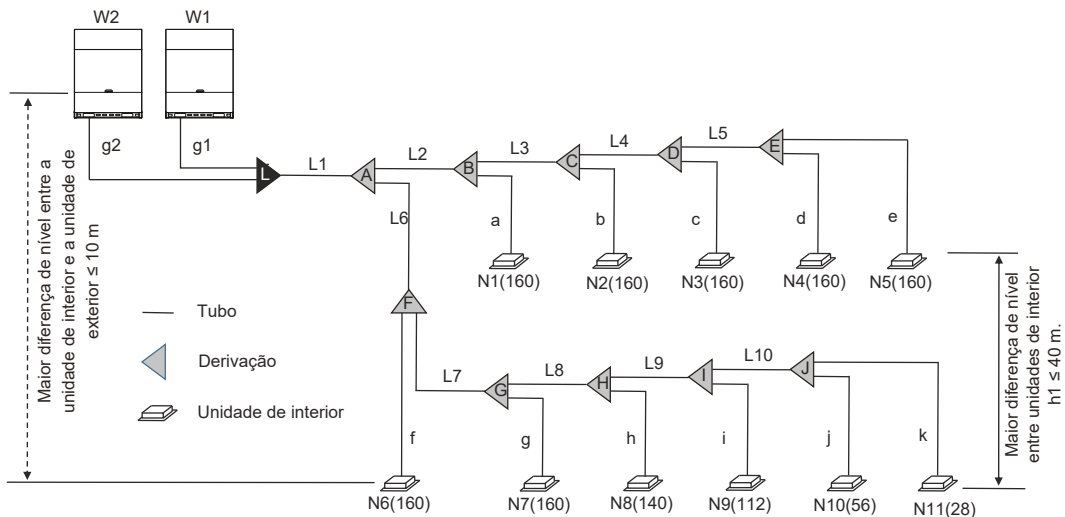 W2
W1
g2
g1
L
L1
A
L2
B
L3
C
L4
D
L5
E
L6
a
b
c
d
e
N1(160)
N2(160)
N3(160)
N4(160)
N5(160)
F
Tubo
Derivação
Unidade de interior
L7
G
L8
H
L9
I
L10
J
f
g
h
i
j
k
N6(160)
N7(160)
N8(140)
N9(112)
N10(56)
N11(28)
Maior diferença de nível entre a
unidade de interior e a unidade de
exterior ≤ 10 m
Maior diferença de nível
entre unidades de interior
h1 ≤ 40 m.